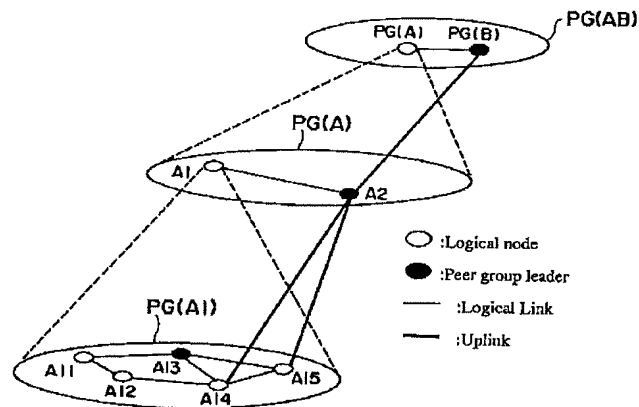 PG(AB)
PG(A) PG(B)
PG(A)
A1
A2
:Logical node
:Peer group leader
:Logical Link
:Uplink
PG(A1)
A11 A13 A15
A12 A14